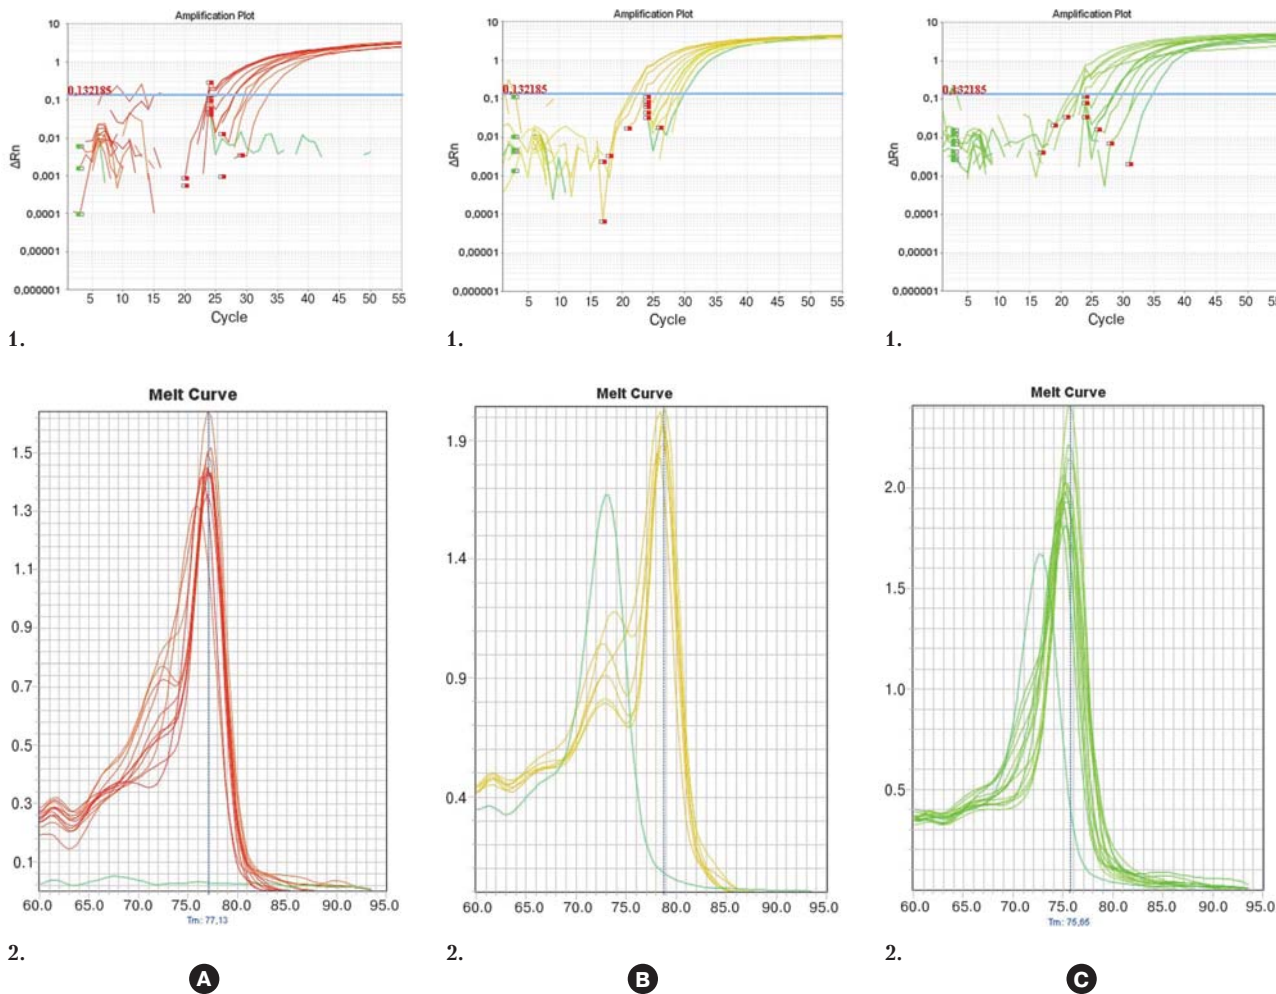 Amplification Plot
10
1
0,132185
0,1
0,01
0,001
0,0001
0,00001
0,000001
ΔRn
5 10 15 20 25 30 35 40 45 50 55
Cycle
1.
Amplification Plot
10
1
0,132185
0,1
0,01
0,001
0,0001
0,00001
0,000001
ΔRn
5 10 15 20 25 30 35 40 45 50 55
Cycle
1.
Amplification Plot
10
1
0,132185
0,1
0,01
0,001
0,0001
0,00001
0,000001
ΔRn
5 10 15 20 25 30 35 40 45 50
Cycle
1.
Melt Curve
1.5
1.3
1.1
0.9
0.7
0.5
0.3
0.1
60.0 65.0 70.0 75.0 80.0 85.0 90.0 95.0
Tm: 77,13
2.
A
Melt Curve
1.9
1.4
0.9
0.4
60.0 65.0 70.0 75.0 80.0 85.0 90.0 95.0
2.
B
Melt Curve
2.0
1.5
1.0
0.5
60.0 65.0 70.0 75.0 80.0 85.0 90.0 95.0
Tm: 75,65
2.
C